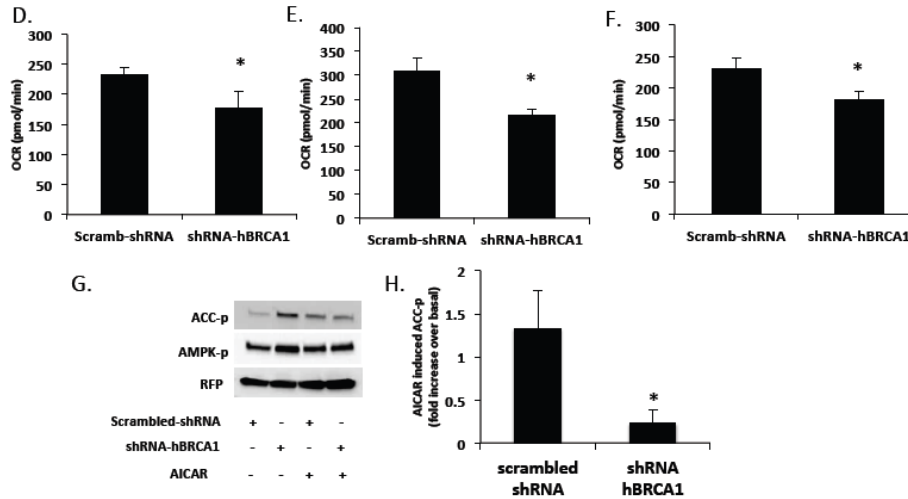 D.
300
250
200
150
100
50
0
OCR (pmol/min)
*
Scramb-shRNA shRNA-hBRCA1
E.
400
350
300
250
200
150
100
50
0
OCR (pmol/min)
*
Scramb-shRNA shRNA-hBRCA1
F.
300
250
200
150
100
50
0
OCR (pmol/min)
*
Scramb-shRNA shRNA-hBRCA1
G.
ACC-p
AMPK-p
RFP
Scrambled-shRNA + - + -
shRNA-hBRCA1 - + - +
AICAR - - + +
H.
2
1.5
1
0.5
0
AICAR induced ACC-p
(fold increase over basal)
*
scrambled
shRNA
shRNA
hBRCA1